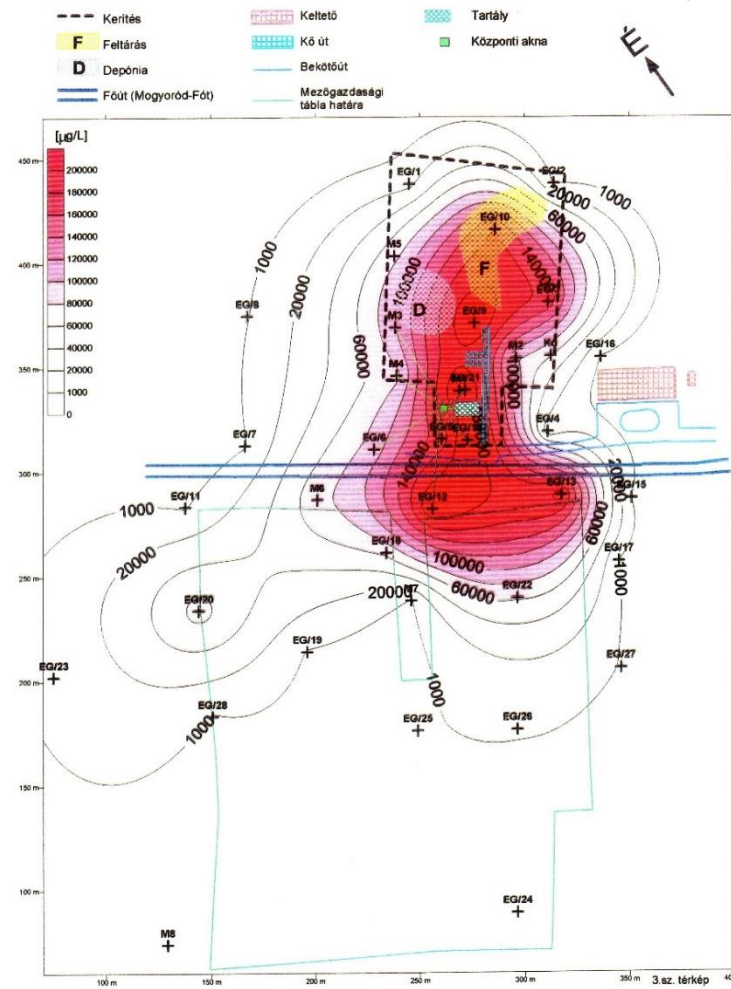 Kerítés
F Feltárás
D Depónia
Főút (Mogyoród-Fót)
Keltető
Kő út
Bekötőút
Mezőgazdasági
tábla határa
Tartály
Központi akna
É
[µg/L]
200000
180000
160000
140000
120000
100000
80000
60000
40000
20000
1000
0
450 m
400 m
350 m
300 m
250 m
200 m
150 m
100 m
EG/1
EG/2
20000
1000
60000
EG/10
M5
140000
1000
100000
F
EG/8
20000
D
EG/9
M3
60000
M2
EG/16
M4
EG/4
EG/7
EG/6
140000
20000
EG/11
M6
EG/12
EG/13
EG/15
1000
EG/18
100000
60000
EG/17
20000
60000
EG/22
1000
EG/20
20000
M7
EG/19
EG/27
EG/23
1000
EG/28
1000
EG/25
EG/26
EG/24
M8
100 m
150 m
200 m
250 m
300 m
350 m
3.sz. térkép